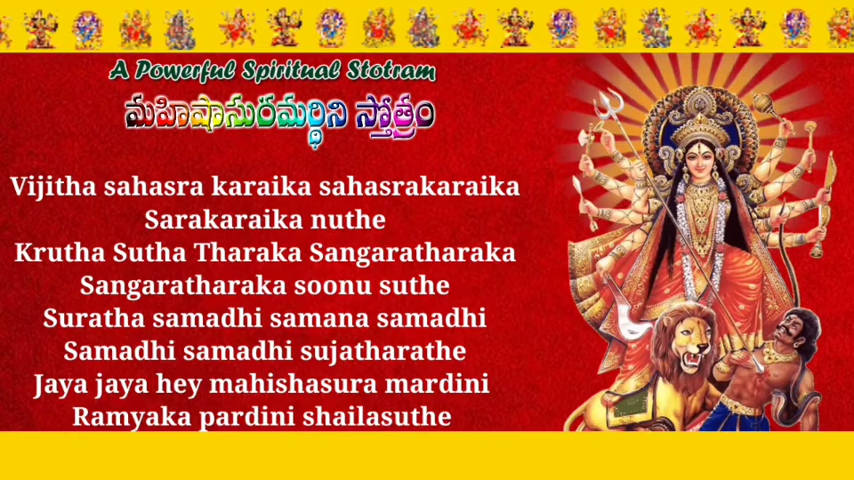 A Powerful Spiritual Stotram
మహిషాసురమర్ధిని స్తోత్రం
Vijitha sahasra karaika sahasrakaraika
Sarakaraika nuthe
Krutha Sutha Tharaka Sangaratharaka
Sangaratharaka soonu suthe
Suratha samadhi samana samadhi
Samadhi samadhi sujatharathe
Jaya jaya hey mahishasura mardini
Ramyaka pardini shailasuthe